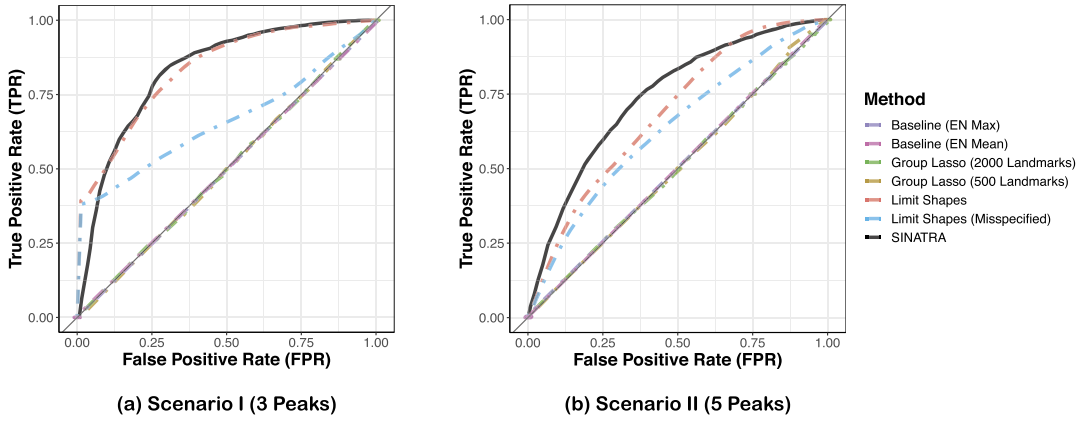 True Positive Rate (TPR)
1.00
0.75
0.50
0.25
0.00
0.00 0.25 0.50 0.75 1.00
False Positive Rate (FPR)
(a) Scenario I (3 Peaks)
True Positive Rate (TPR)
1.00
0.75
0.50
0.25
0.00
0.00 0.25 0.50 0.75 1.00
False Positive Rate (FPR)
(b) Scenario II (5 Peaks)
Method
Baseline (EN Max)
Baseline (EN Mean)
Group Lasso (2000 Landmarks)
Group Lasso (500 Landmarks)
Limit Shapes
Limit Shapes (Misspecified)
SINATRA